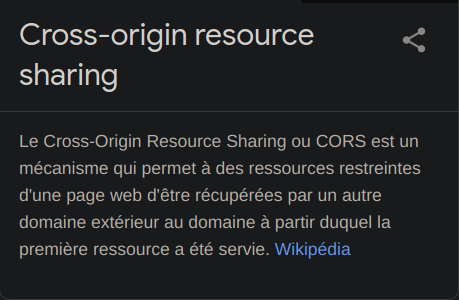 Cross-origin resource
sharing
Le Cross-Origin Resource Sharing ou CORS est un
mécanisme qui permet à des ressources restreintes
d'une page web d'être récupérées par un autre
domaine extérieur au domaine à partir duquel la
première ressource a été servie. Wikipédia